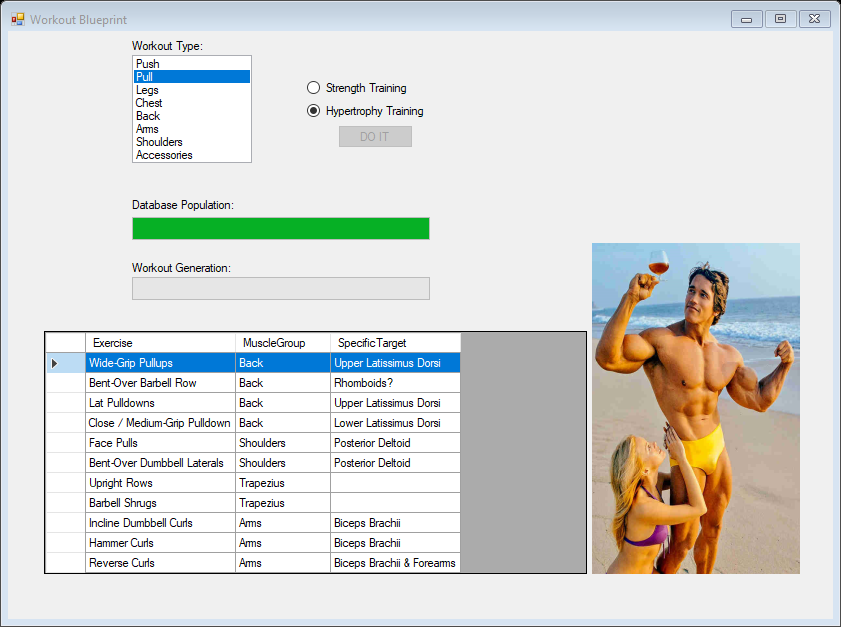 Workout Blueprint
Workout Type:
Push
Pull
Legs
Chest
Back
Arms
Shoulders
Accessories
Strength Training
Hypertrophy Training
DO IT
Database Population:
Workout Generation:
Exercise MuscleGroup SpecificTarget
Wide-Grip Pullups Back Upper Latissimus Dorsi
Bent-Over Barbell Row Back Rhomboids?
Lat Pulldowns Back Upper Latissimus Dorsi
Close / Medium-Grip Pulldown Back Lower Latissimus Dorsi
Face Pulls Shoulders Posterior Deltoid
Bent-Over Dumbbell Laterals Shoulders Posterior Deltoid
Upright Rows Trapezius
Barbell Shrugs Trapezius
Incline Dumbbell Curls Arms Biceps Brachii
Hammer Curls Arms Biceps Brachii
Reverse Curls Arms Biceps Brachii & Forearms